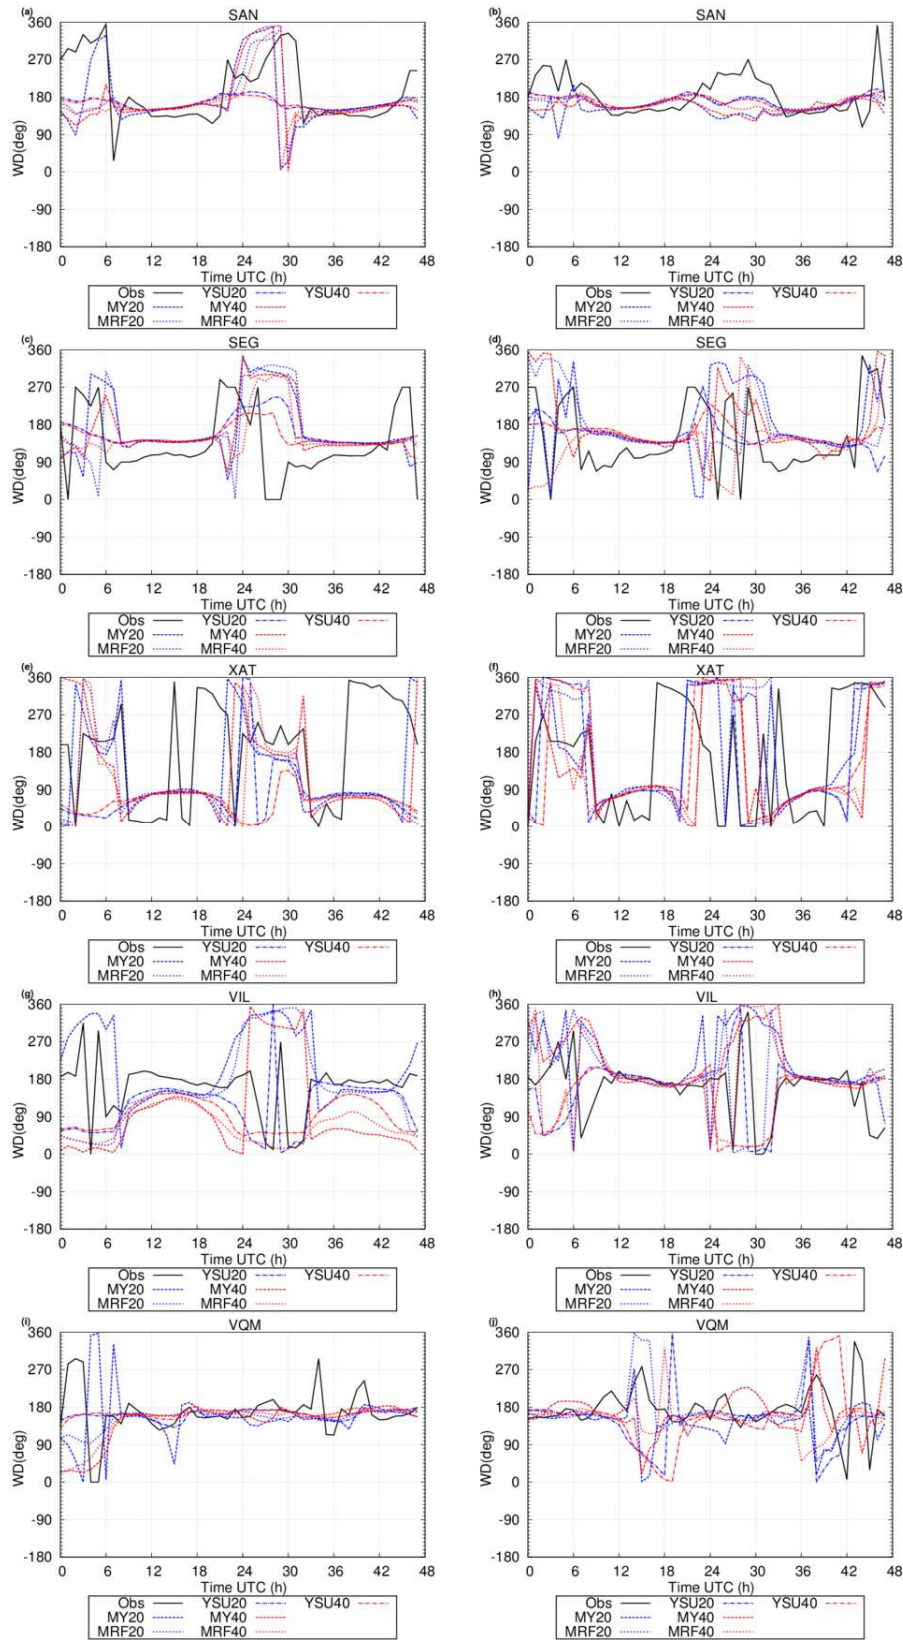 (a) SAN
360
270
180
90
0
-90
-180
WD(deg)
0 6 12 18 24 30 36 42 48
Time UTC (h)
Obs YSU20 YSU40
MY20 MY40
MRF20 MRF40
(b) SAN
360
270
180
90
0
-90
-180
WD(deg)
0 6 12 18 24 30 36 42 48
Time UTC (h)
Obs YSU20 YSU40
MY20 MY40
MRF20 MRF40
(c) SEG
360
270
180
90
0
-90
-180
WD(deg)
0 6 12 18 24 30 36 42 48
Time UTC (h)
Obs YSU20 YSU40
MY20 MY40
MRF20 MRF40
(d) SEG
360
270
180
90
0
-90
-180
WD(deg)
0 6 12 18 24 30 36 42 48
Time UTC (h)
Obs YSU20 YSU40
MY20 MY40
MRF20 MRF40
(e) XAT
360
270
180
90
0
-90
-180
WD(deg)
0 6 12 18 24 30 36 42 48
Time UTC (h)
Obs YSU20 YSU40
MY20 MY40
MRF20 MRF40
(f) XAT
360
270
180
90
0
-90
-180
WD(deg)
0 6 12 18 24 30 36 42 48
Time UTC (h)
Obs YSU20 YSU40
MY20 MY40
MRF20 MRF40
(g) VIL
360
270
180
90
0
-90
-180
WD(deg)
0 6 12 18 24 30 36 42 48
Time UTC (h)
Obs YSU20 YSU40
MY20 MY40
MRF20 MRF40
(h) VIL
360
270
180
90
0
-90
-180
WD(deg)
0 6 12 18 24 30 36 42 48
Time UTC (h)
Obs YSU20 YSU40
MY20 MY40
MRF20 MRF40
(i) VQM
360
270
180
90
0
-90
-180
WD(deg)
0 6 12 18 24 30 36 42 48
Time UTC (h)
Obs YSU20 YSU40
MY20 MY40
MRF20 MRF40
(j) VQM
360
270
180
90
0
-90
-180
WD(deg)
0 6 12 18 24 30 36 42 48
Time UTC (h)
Obs YSU20 YSU40
MY20 MY40
MRF20 MRF40